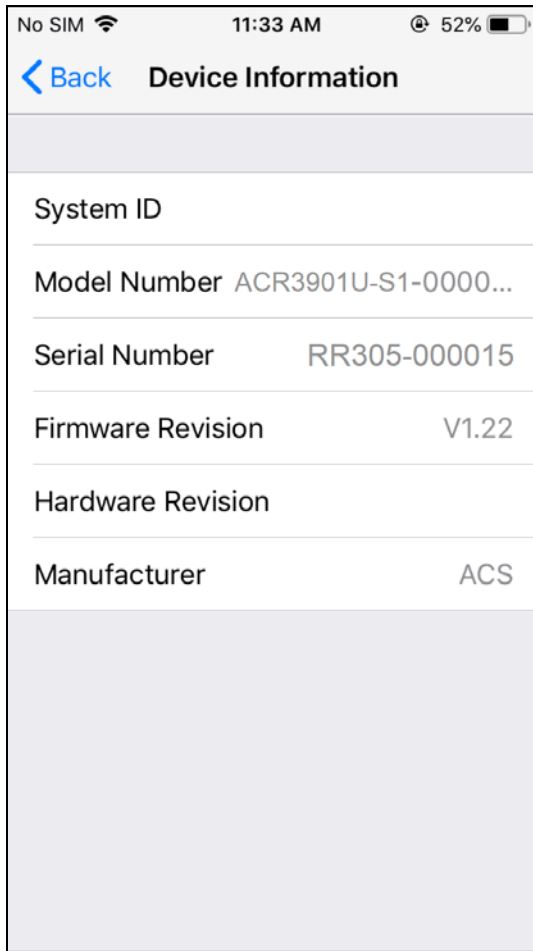 No SIM 11:33 AM 52%
Back Device Information
System ID
Model Number ACR3901U-S1-0000...
Serial Number RR305-000015
Firmware Revision V1.22
Hardware Revision
Manufacturer ACS